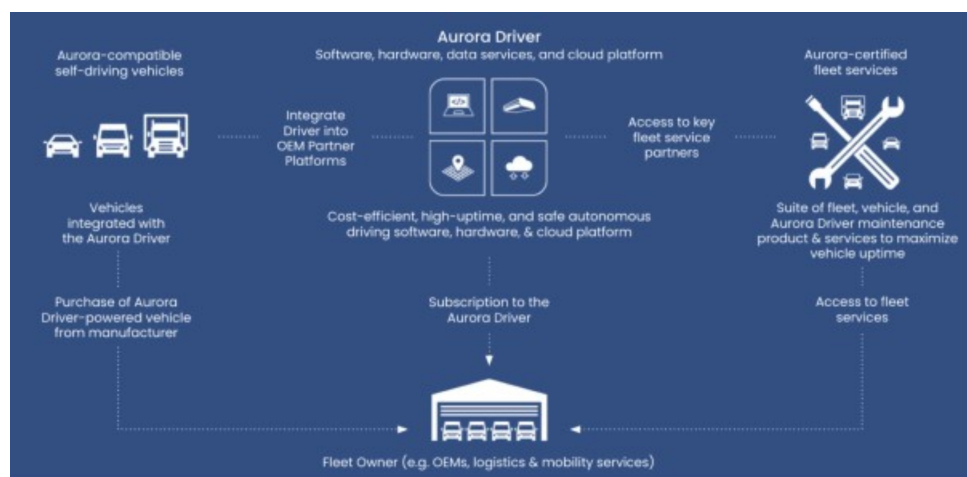 Aurora Driver
Software, hardware, data services, and cloud platform
Aurora-compatible
self-driving vehicles
Aurora-certified
fleet services
Integrate
Driver into
OEM Partner
Platforms
</>
Access to key
fleet service
partners
Vehicles
integrated with
the Aurora Driver
Cost-efficient, high-uptime, and safe autonomous
driving software, hardware, & cloud platform
Suite of fleet, vehicle, and
Aurora Driver maintenance
product & services to maximize
vehicle uptime
Purchase of Aurora
Driver-powered vehicle
from manufacturer
Subscription to the
Aurora Driver
Access to fleet
services
Fleet Owner (e.g. OEMs, logistics & mobility services)